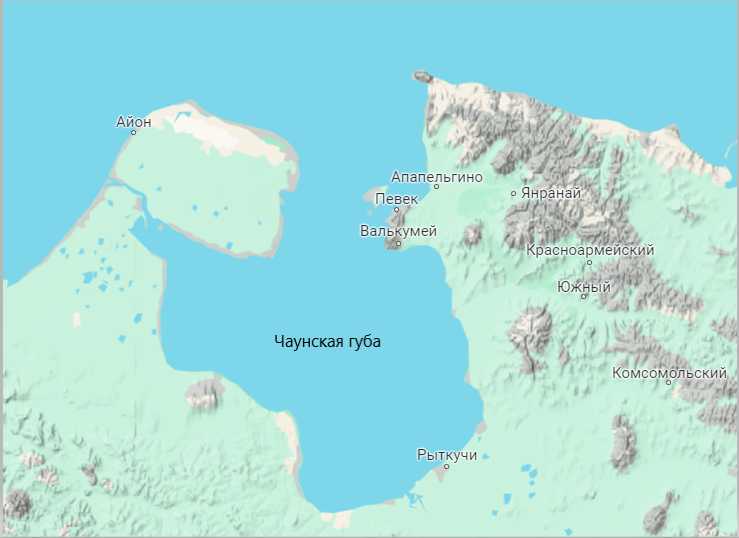 Айон
Апапельгино
Янранай
Певек
Валькумей
Красноармейский
Южный
Чаунская губа
Комсомольский
Рыткучи